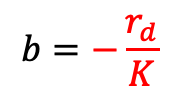 b = − r_d / K